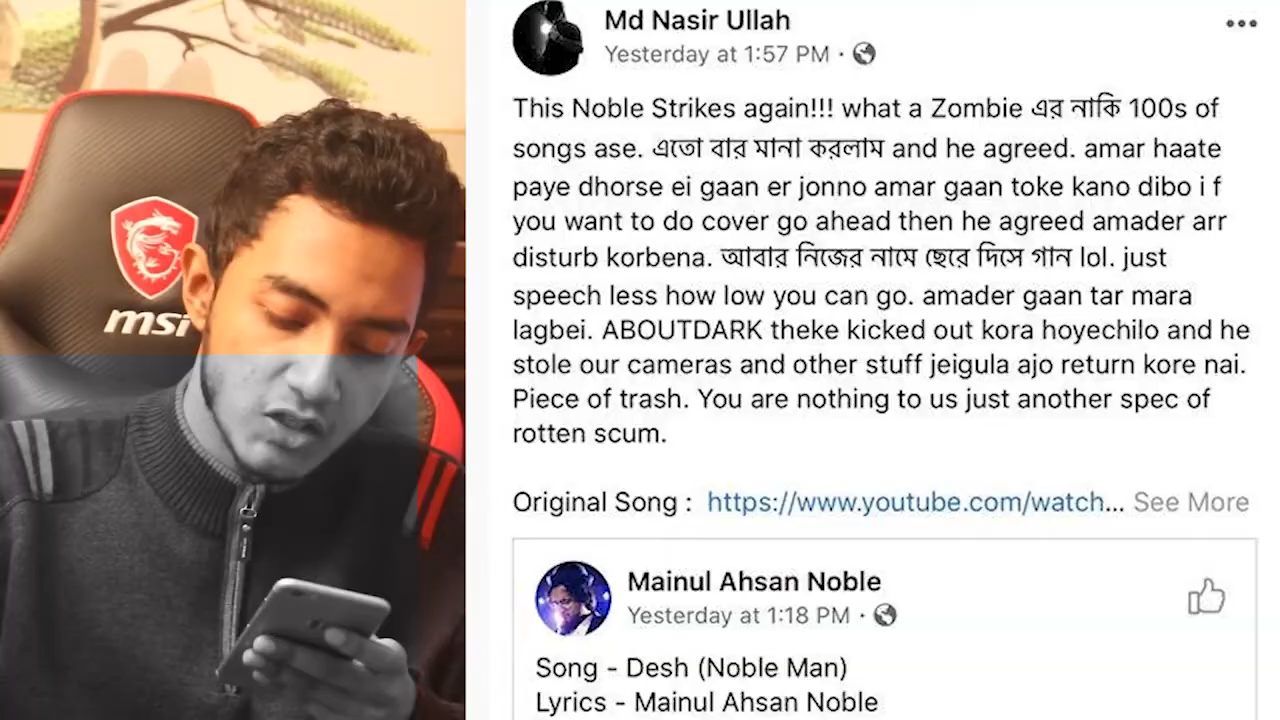 msi
Md Nasir Ullah
Yesterday at 1:57 PM ·
This Noble Strikes again!!! what a Zombie এর নাকি 100s of
songs ase. এতো বার মানা করলাম and he agreed. amar haate
paye dhorse ei gaan er jonno amar gaan toke kano dibo i f
you want to do cover go ahead then he agreed amader arr
disturb korbena. আবার নিজের নামে ছেরে দিসে গান lol. just
speech less how low you can go. amader gaan tar mara
lagbei. ABOUTDARK theke kicked out kora hoyechilo and he
stole our cameras and other stuff jeigula ajo return kore nai.
Piece of trash. You are nothing to us just another spec of
rotten scum.
Original Song : https://www.youtube.com/watch... See More
Mainul Ahsan Noble
Yesterday at 1:18 PM ·
Song - Desh (Noble Man)
Lyrics - Mainul Ahsan Noble